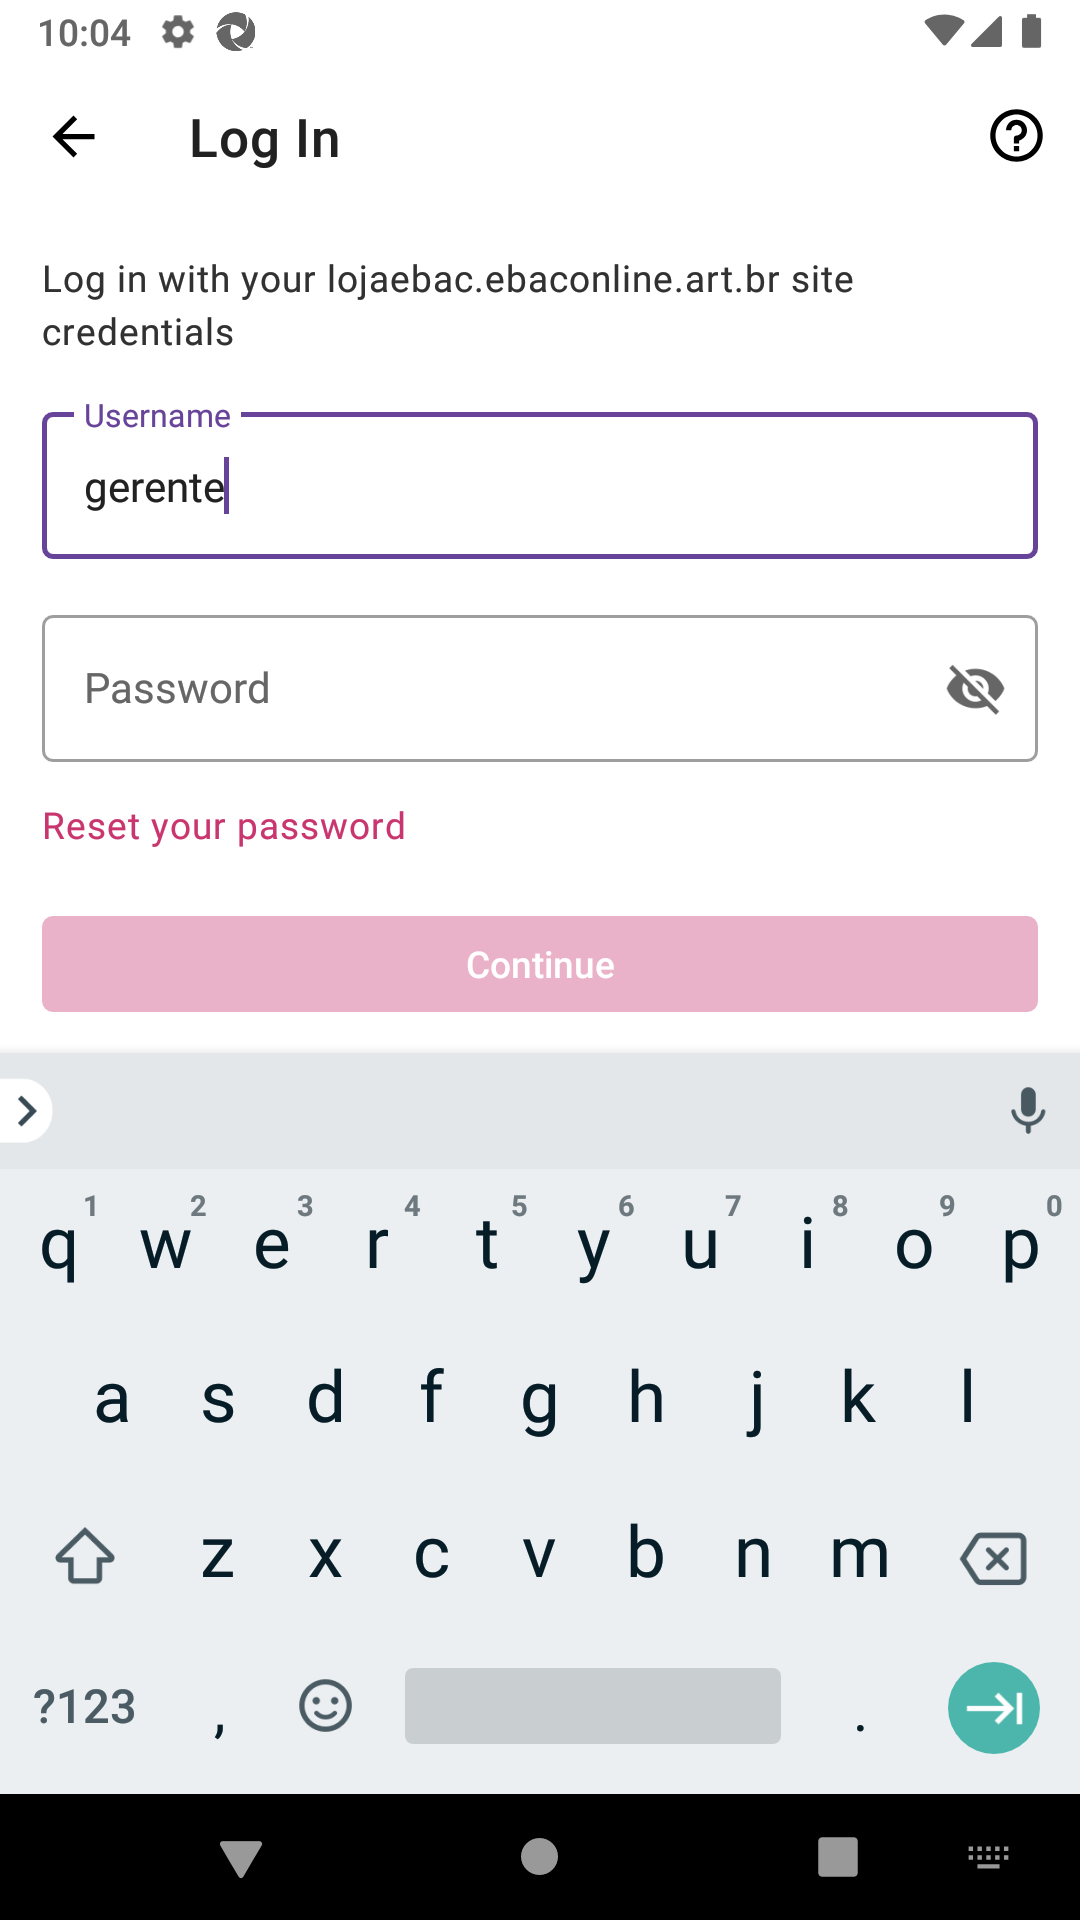 10:04
Log In
Log in with your lojaebac.ebaconline.art.br site
credentials
Username
gerente
Password
Reset your password
Continue
1 2 3 4 5 6 7 8 9 0
q w e r t y u i o p
a s d f g h j k l
z x c v b n m
?123 , .